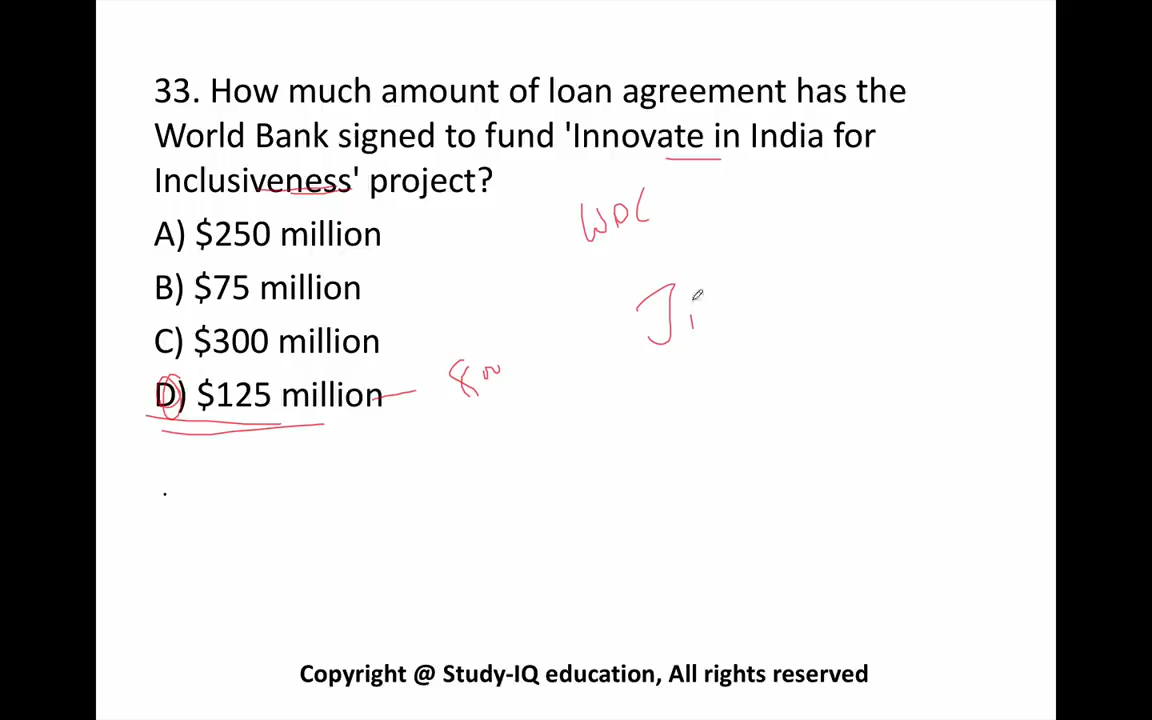 33. How much amount of loan agreement has the
World Bank signed to fund 'Innovate in India for
Inclusiveness' project?
A) $250 million
B) $75 million
C) $300 million
D) $125 million
Copyright @ Study-IQ education, All rights reserved